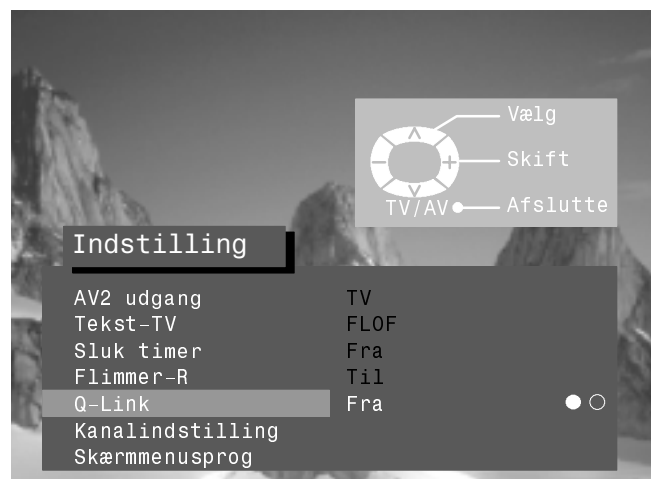 Vælg
Skift
TV/AV Afslutte
Indstilling
AV2 udgang TV
Tekst-TV FLOF
Sluk timer Fra
Flimmer-R Til
Q-Link Fra
Kanalindstilling
Skærmmenusprog